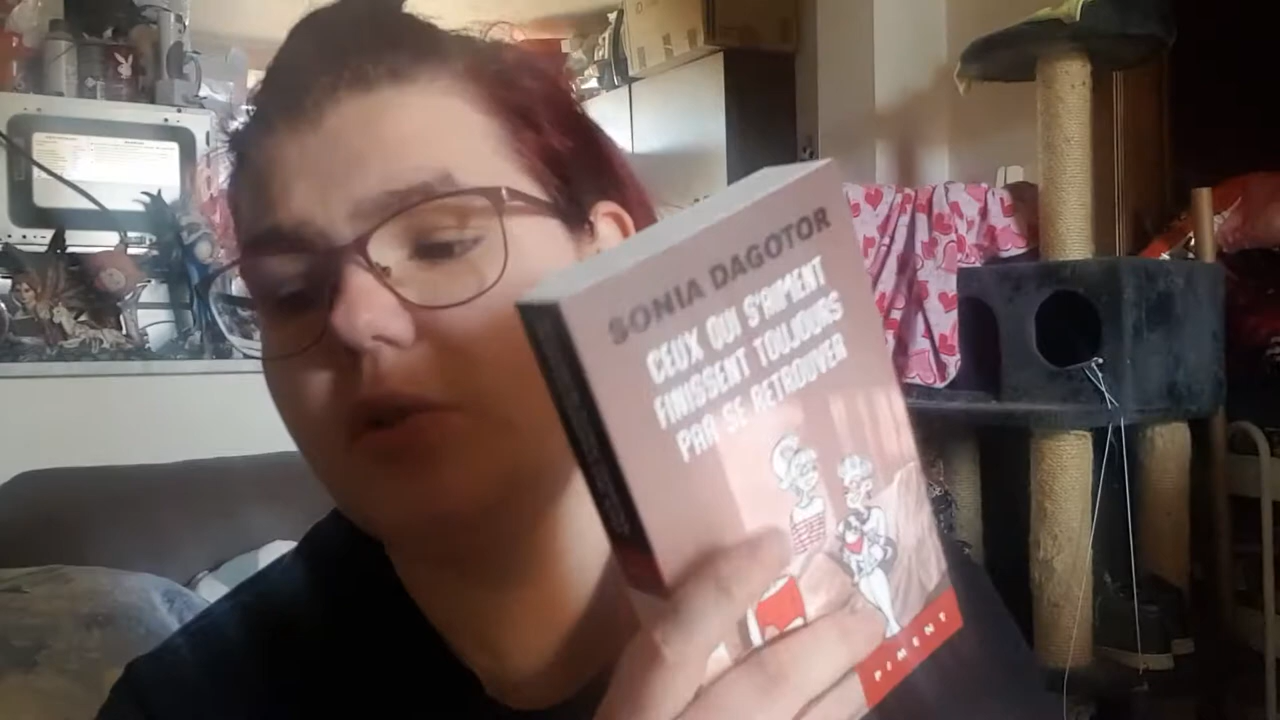 SONIA DAGOTOR
CEUX QUI S'AIMENT
FINISSENT TOUJOURS
PAR SE RETROUVER
PIMENT